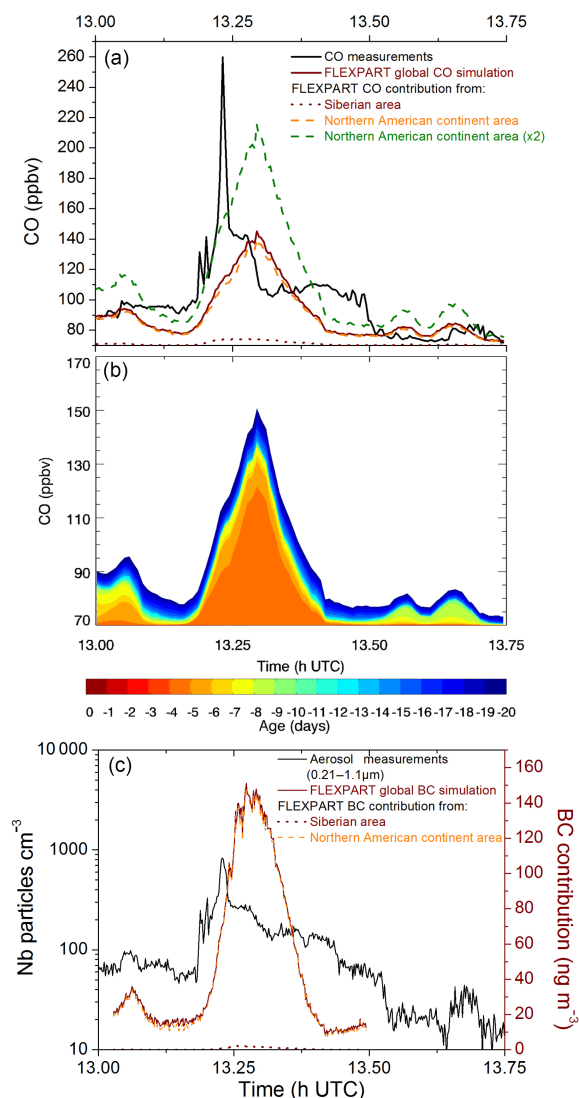 13.00 13.25 13.50 13.75
(a)
CO measurements
FLEXPART global CO simulation
FLEXPART CO contribution from:
Siberian area
Northern American continent area
Northern American continent area (x2)
260
240
220
200
180
160
140
120
100
80
CO (ppbv)
(b)
170
150
130
110
90
70
CO (ppbv)
13.00 13.25 13.50 13.75
Time (h UTC)
0 -1 -2 -3 -4 -5 -6 -7 -8 -9 -10 -11 -12 -13 -14 -15 -16 -17 -18 -19 -20
Age (days)
(c)
Aerosol measurements
(0.21–1.1µm)
FLEXPART global BC simulation
FLEXPART BC contribution from:
Siberian area
Northern American continent area
10 000
1000
100
10
Nb particles cm⁻³
170
160
140
120
100
80
60
40
20
0
BC contribution (ng m⁻³)
13.00 13.25 13.50 13.75
Time (h UTC)